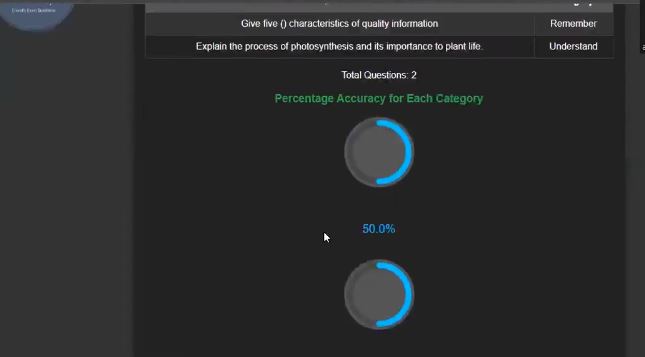 Give five () characteristics of quality information Remember
Explain the process of photosynthesis and its importance to plant life. Understand
Total Questions: 2
Percentage Accuracy for Each Category
50.0%